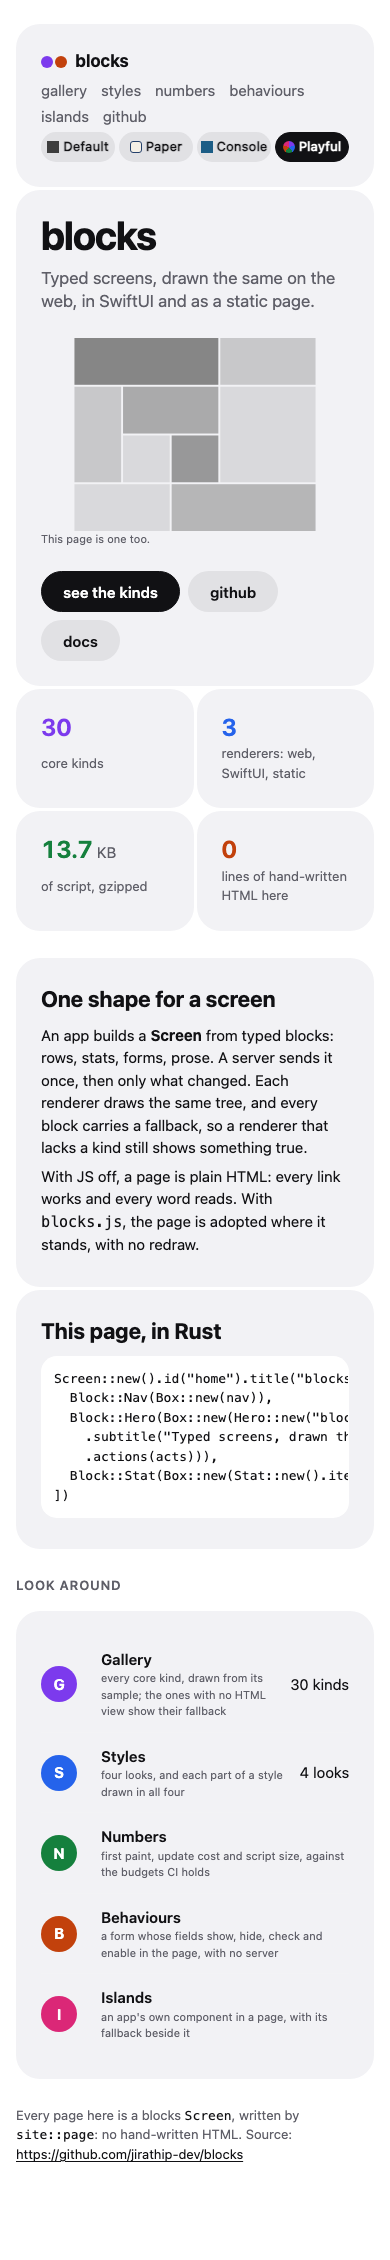 blocks
gallery styles numbers behaviours
islands github
Default Paper Console Playful
blocks
Typed screens, drawn the same on the
web, in SwiftUI and as a static page.
This page is one too.
see the kinds github
docs
30
core kinds
3
renderers: web,
SwiftUI, static
13.7 KB
of script, gzipped
0
lines of hand-written
HTML here
One shape for a screen
An app builds a Screen from typed blocks:
rows, stats, forms, prose. A server sends it
once, then only what changed. Each
renderer draws the same tree, and every
block carries a fallback, so a renderer that
lacks a kind still shows something true.
With JS off, a page is plain HTML: every link
works and every word reads. With
blocks.js, the page is adopted where it
stands, with no redraw.
This page, in Rust
Screen::new().id("home").title("blocks
  Block::Nav(Box::new(nav)),
  Block::Hero(Box::new(Hero::new("bloc
    .subtitle("Typed screens, drawn th
    .actions(acts))),
  Block::Stat(Box::new(Stat::new().ite
])
LOOK AROUND
G
Gallery
every core kind, drawn from its
sample; the ones with no HTML
view show their fallback
30 kinds
S
Styles
four looks, and each part of a style
drawn in all four
4 looks
N
Numbers
first paint, update cost and script size, against
the budgets CI holds
B
Behaviours
a form whose fields show, hide, check and
enable in the page, with no server
I
Islands
an app's own component in a page, with its
fallback beside it
Every page here is a blocks Screen, written by
site::page: no hand-written HTML. Source:
https://github.com/jirathip-dev/blocks